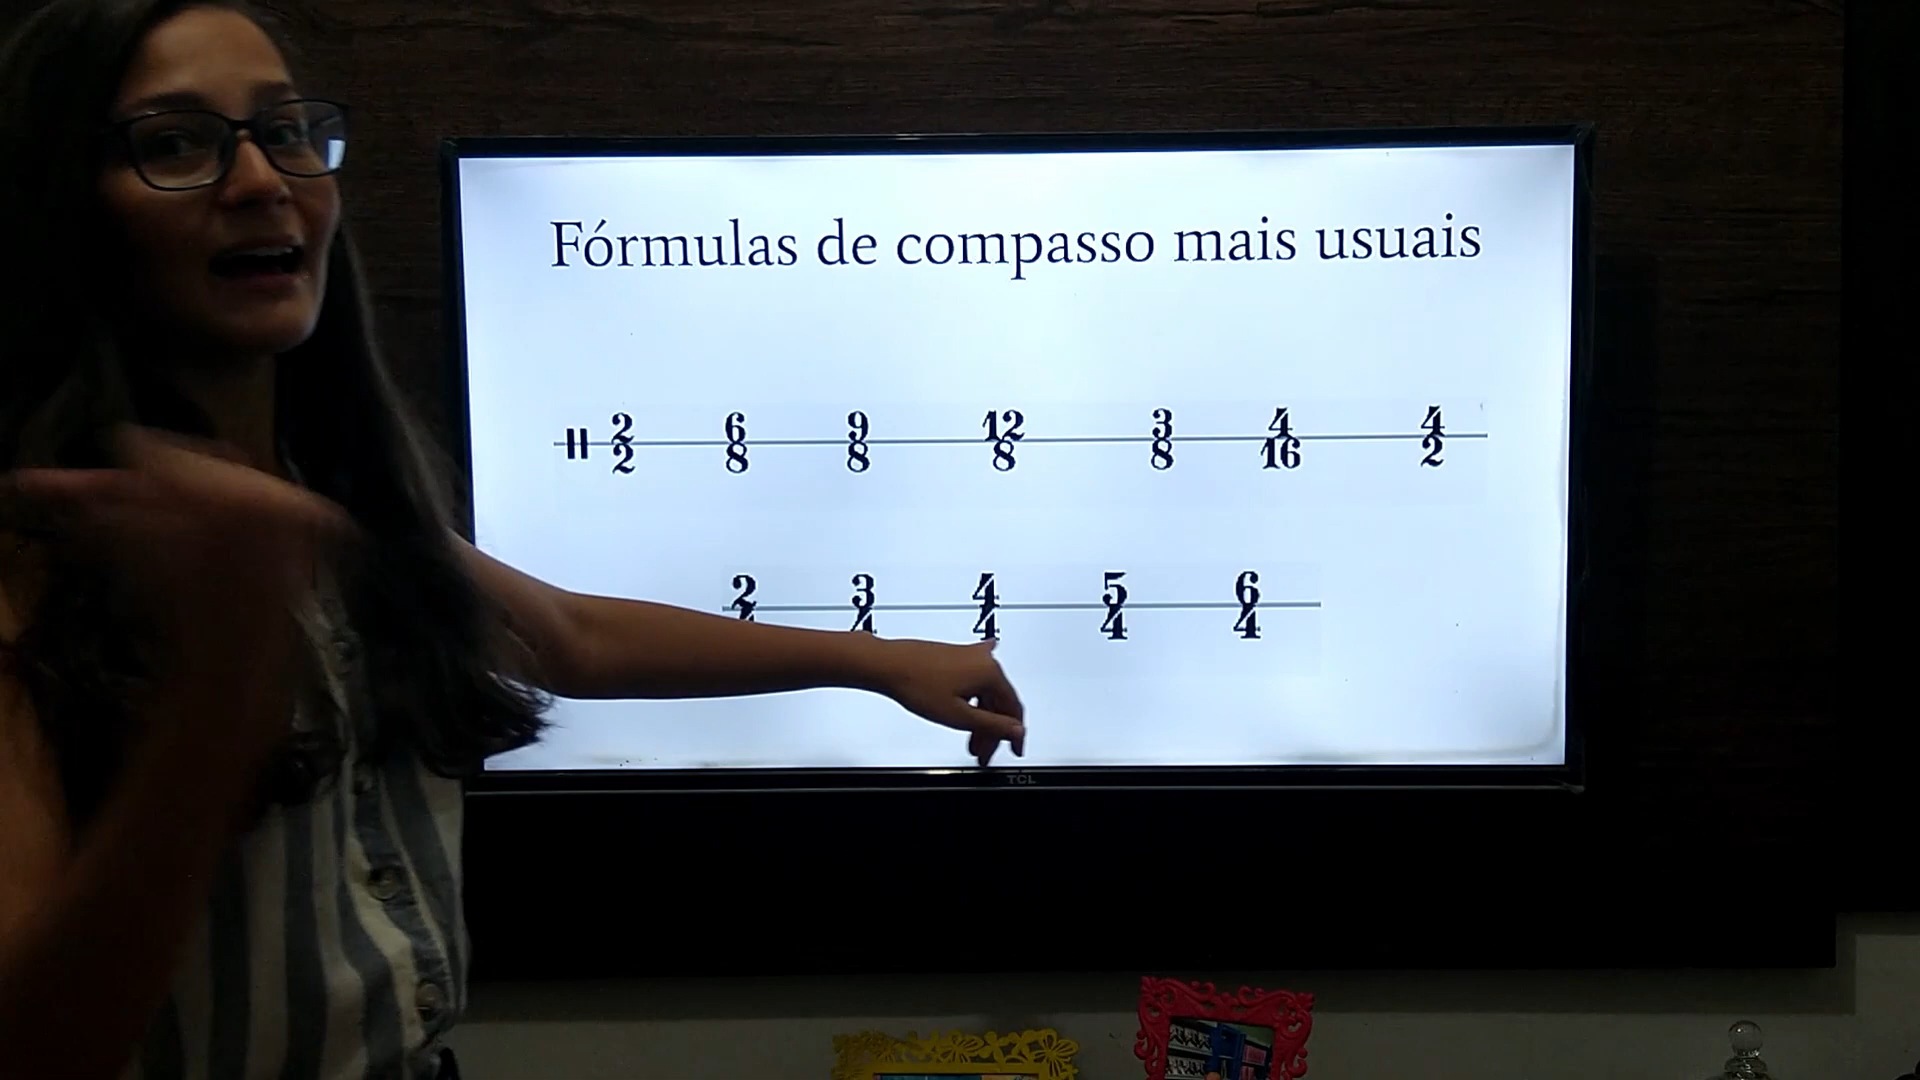 Fórmulas de compasso mais usuais
2 6 9 12 3 4 4
2 8 8 8 8 16 2
2 3 4 5 6
4 4 4 4 4
TCL